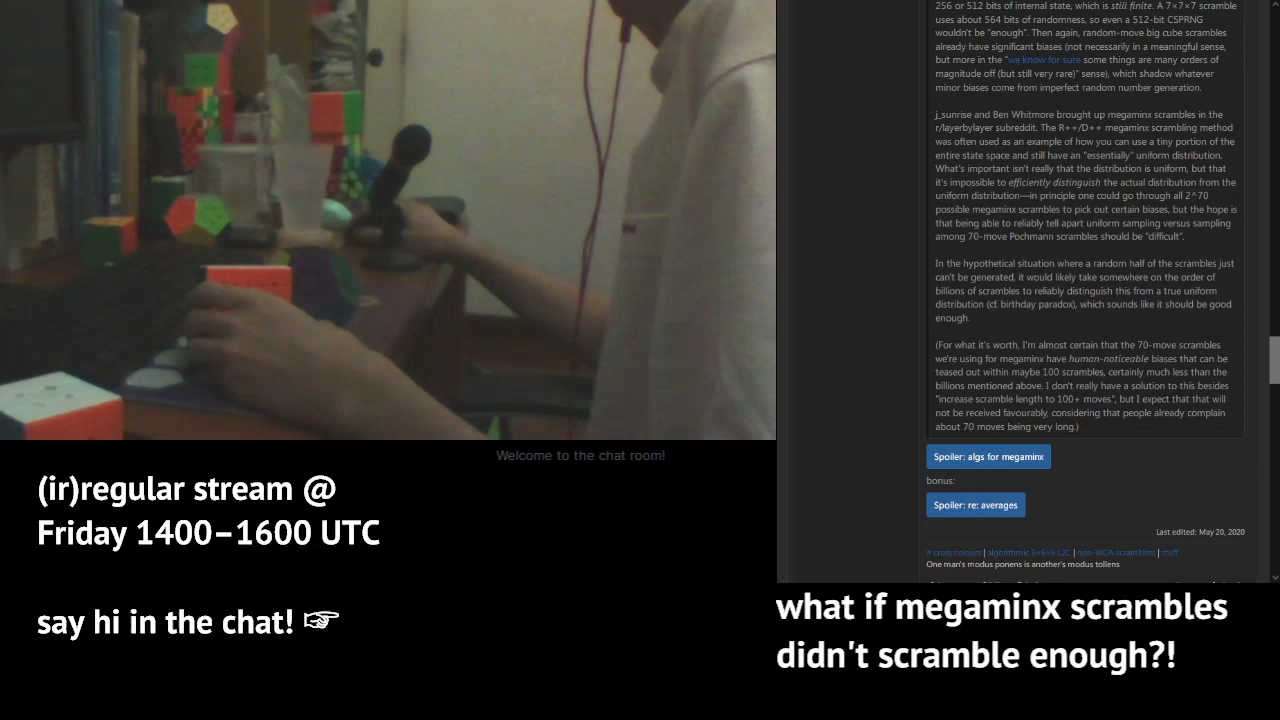 256 or 512 bits of internal state, which is still finite. A 7×7×7 scramble
uses about 564 bits of randomness, so even a 512-bit CSPRNG
wouldn't be "enough". Then again, random-move big cube scrambles
already have significant biases (not necessarily in a meaningful sense,
but more in the "we know for sure some things are many orders of
magnitude off (but still very rare)" sense), which shadow whatever
minor biases come from imperfect random number generation.
j_sunrise and Ben Whitmore brought up megaminx scrambles in the
r/layerbylayer subreddit. The R++/D++ megaminx scrambling method
was often used as an example of how you can use a tiny portion of the
entire state space and still have an "essentially" uniform distribution.
What's important isn't really that the distribution is uniform, but that
it's impossible to efficiently distinguish the actual distribution from the
uniform distribution—in principle one could go through all 2^70
possible megaminx scrambles to pick out certain biases, but the hope is
that being able to reliably tell apart uniform sampling versus sampling
among 70-move Pochmann scrambles should be "difficult".
In the hypothetical situation where a random half of the scrambles just
can't be generated, it would likely take somewhere on the order of
billions of scrambles to reliably distinguish this from a true uniform
distribution (cf. birthday paradox), which sounds like it should be good
enough.
(For what it's worth, I'm almost certain that the 70-move scrambles
we're using for megaminx have human-noticeable biases that can be
teased out within maybe 100 scrambles, certainly much less than the
billions mentioned above. I don't really have a solution to this besides
"increase scramble length to 100+ moves", but I expect that that will
not be received favourably, considering that people already complain
about 70 moves being very long.)
Spoiler: algs for megaminx
bonus:
Spoiler: re: averages
Last edited: May 20, 2020
# cross colours | algorithmic 6×6×6 L2C | non-WCA scramblers | stuff
One man's modus ponens is another's modus tollens
Welcome to the chat room!
(ir)regular stream @
Friday 1400–1600 UTC
say hi in the chat! ☞
what if megaminx scrambles
didn't scramble enough?!